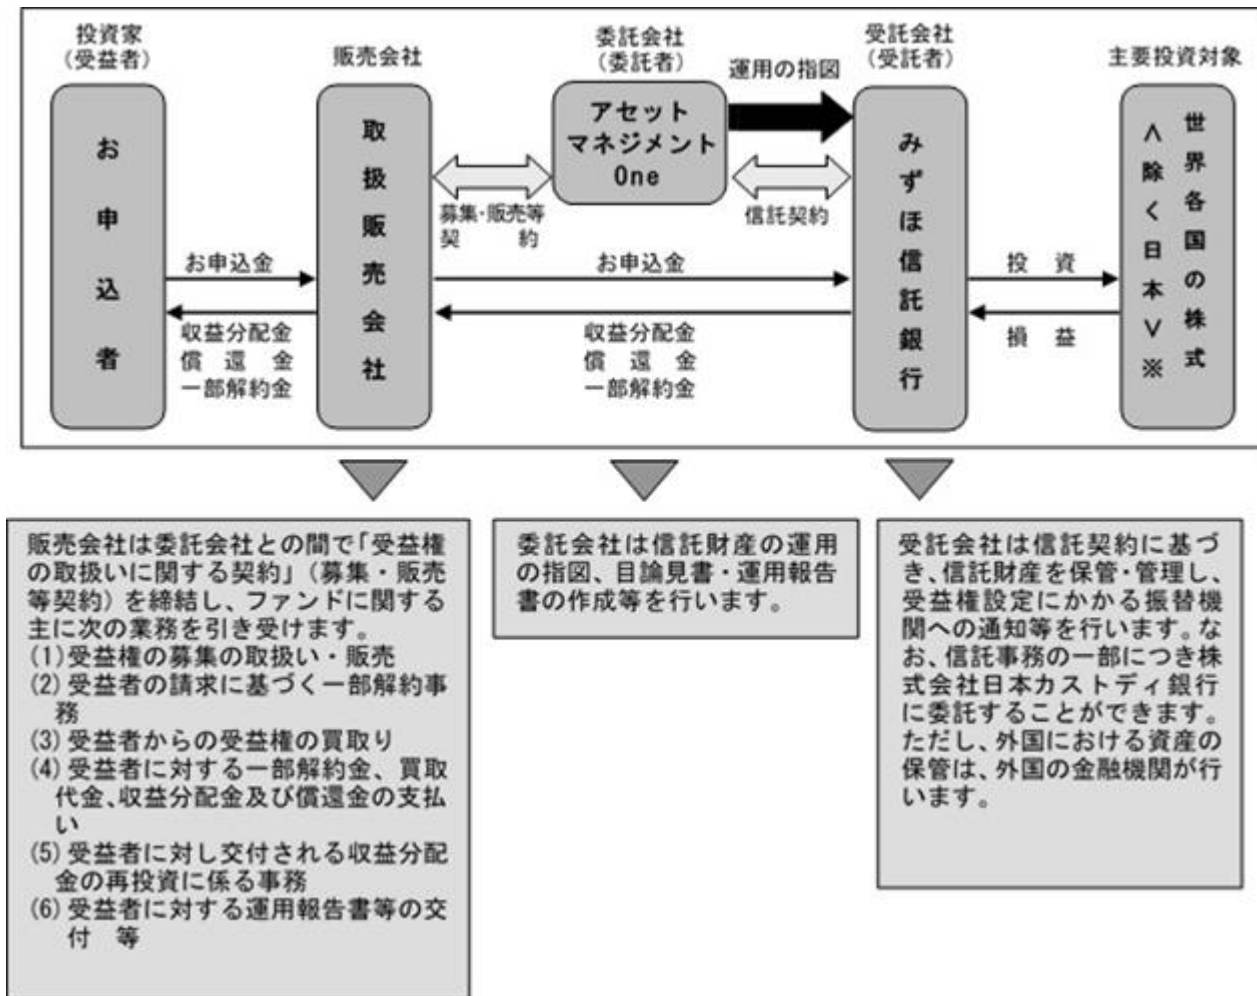 投資家
(受益者)
販売会社
委託会社
(委託者)
運用の指図
受託会社
(受託者)
主要投資対象
お申込者
取扱販売会社
アセット
マネジメント
One
みずほ信託銀行
世界各国の株式
＜除く日本＞※
募集・販売等
契約
信託契約
お申込金
お申込金
投資
収益分配金
償還金
一部解約金
収益分配金
償還金
一部解約金
損益
販売会社は委託会社との間で「受益権
の取扱いに関する契約」(募集・販売
等契約)を締結し、ファンドに関する
主に次の業務を引き受けます。
(1)受益権の募集の取扱い・販売
(2)受益者の請求に基づく一部解約事
務
(3)受益者からの受益権の買取り
(4)受益者に対する一部解約金、買取
代金、収益分配金及び償還金の支払
い
(5)受益者に対し交付される収益分配
金の再投資に係る事務
(6)受益者に対する運用報告書等の交
付 等
委託会社は信託財産の運用
の指図、目論見書・運用報告
書の作成等を行います。
受託会社は信託契約に基づ
き、信託財産を保管・管理し、
受益権設定にかかる振替機
関への通知等を行います。な
お、信託事務の一部につき株
式会社日本カストディ銀行
に委託することができます。
ただし、外国における資産の
保管は、外国の金融機関が行
います。